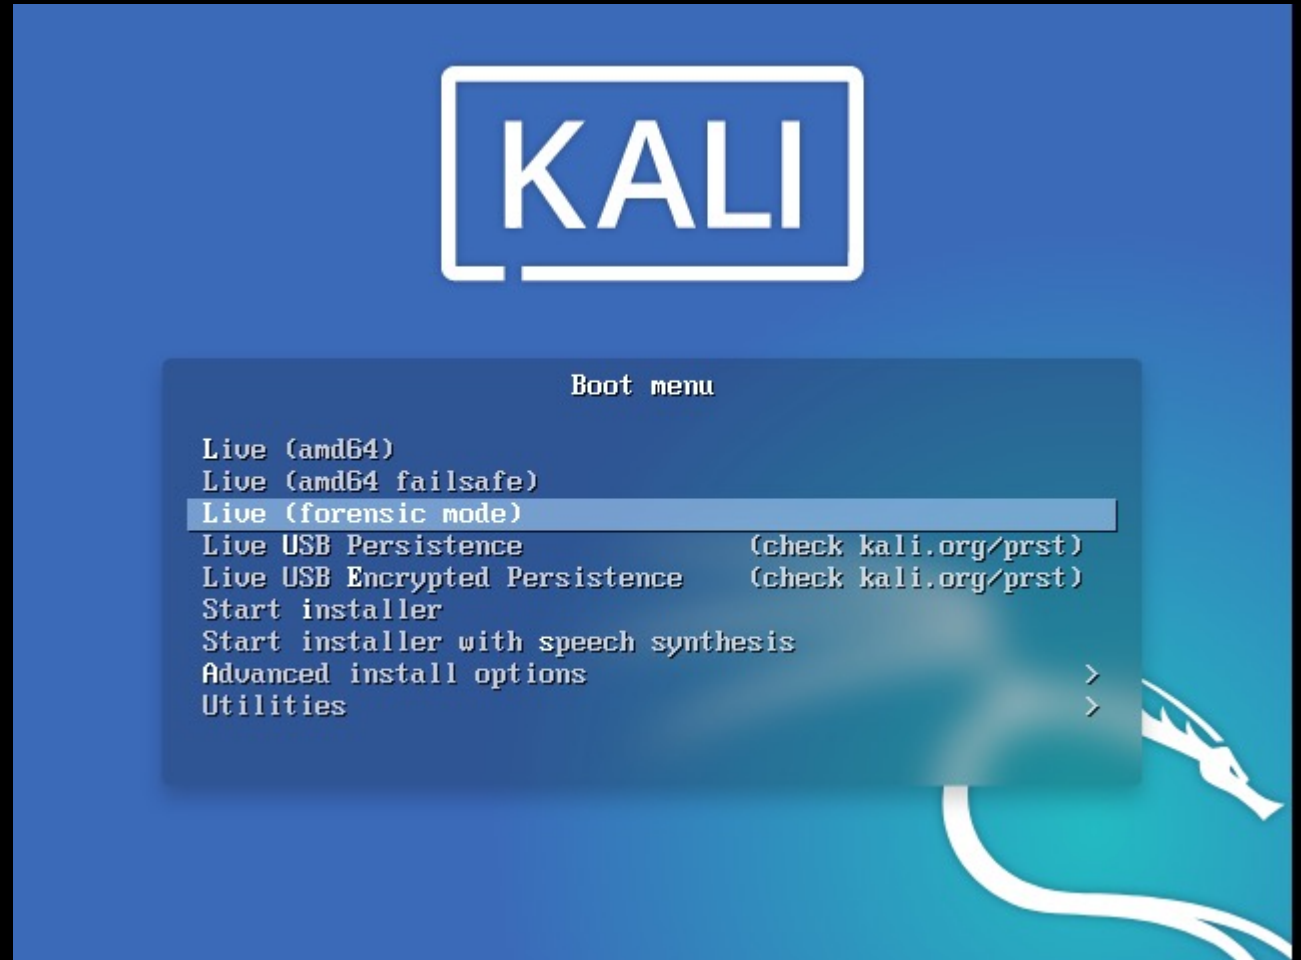 KALI
Boot menu
Live (amd64)
Live (amd64 failsafe)
Live (forensic mode)
Live USB Persistence (check kali.org/prst)
Live USB Encrypted Persistence (check kali.org/prst)
Start installer
Start installer with speech synthesis
Advanced install options >
Utilities >